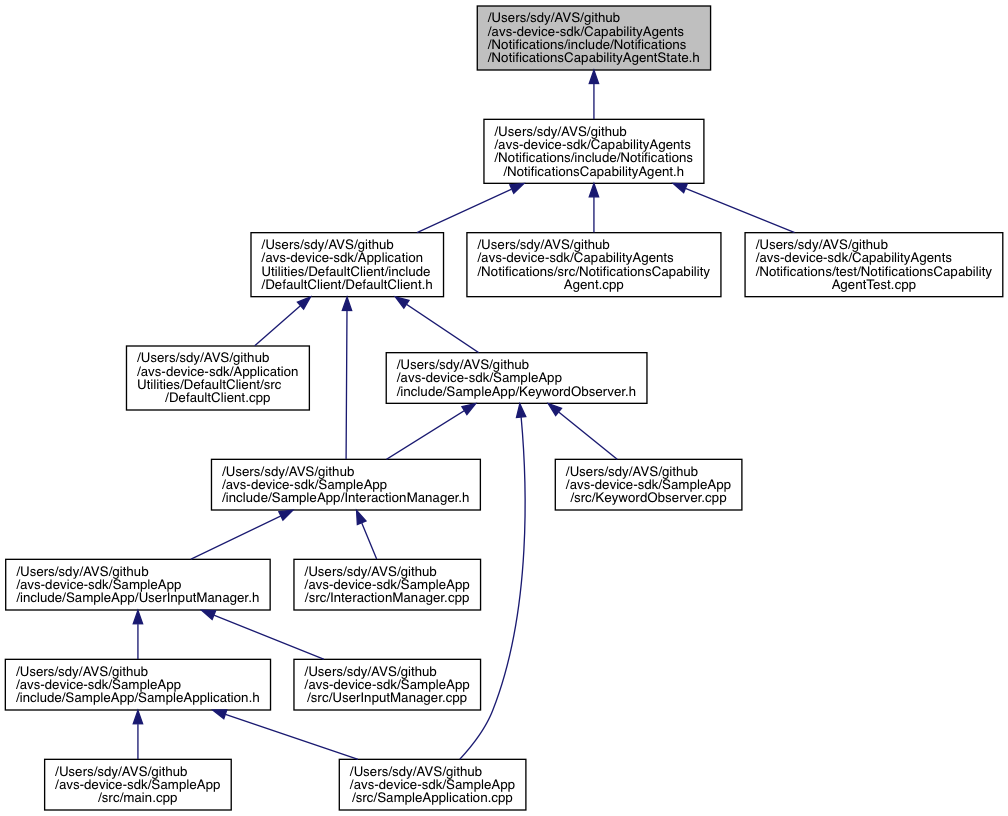 /Users/sdy/AVS/github
/avs-device-sdk/CapabilityAgents
/Notifications/include/Notifications
/NotificationsCapabilityAgentState.h
/Users/sdy/AVS/github
/avs-device-sdk/CapabilityAgents
/Notifications/include/Notifications
/NotificationsCapabilityAgent.h
/Users/sdy/AVS/github
/avs-device-sdk/Application
Utilities/DefaultClient/include
/DefaultClient/DefaultClient.h
/Users/sdy/AVS/github
/avs-device-sdk/CapabilityAgents
/Notifications/src/NotificationsCapability
Agent.cpp
/Users/sdy/AVS/github
/avs-device-sdk/CapabilityAgents
/Notifications/test/NotificationsCapability
AgentTest.cpp
/Users/sdy/AVS/github
/avs-device-sdk/Application
Utilities/DefaultClient/src
/DefaultClient.cpp
/Users/sdy/AVS/github
/avs-device-sdk/SampleApp
/include/SampleApp/KeywordObserver.h
/Users/sdy/AVS/github
/avs-device-sdk/SampleApp
/include/SampleApp/InteractionManager.h
/Users/sdy/AVS/github
/avs-device-sdk/SampleApp
/src/KeywordObserver.cpp
/Users/sdy/AVS/github
/avs-device-sdk/SampleApp
/include/SampleApp/UserInputManager.h
/Users/sdy/AVS/github
/avs-device-sdk/SampleApp
/src/InteractionManager.cpp
/Users/sdy/AVS/github
/avs-device-sdk/SampleApp
/include/SampleApp/SampleApplication.h
/Users/sdy/AVS/github
/avs-device-sdk/SampleApp
/src/UserInputManager.cpp
/Users/sdy/AVS/github
/avs-device-sdk/SampleApp
/src/main.cpp
/Users/sdy/AVS/github
/avs-device-sdk/SampleApp
/src/SampleApplication.cpp